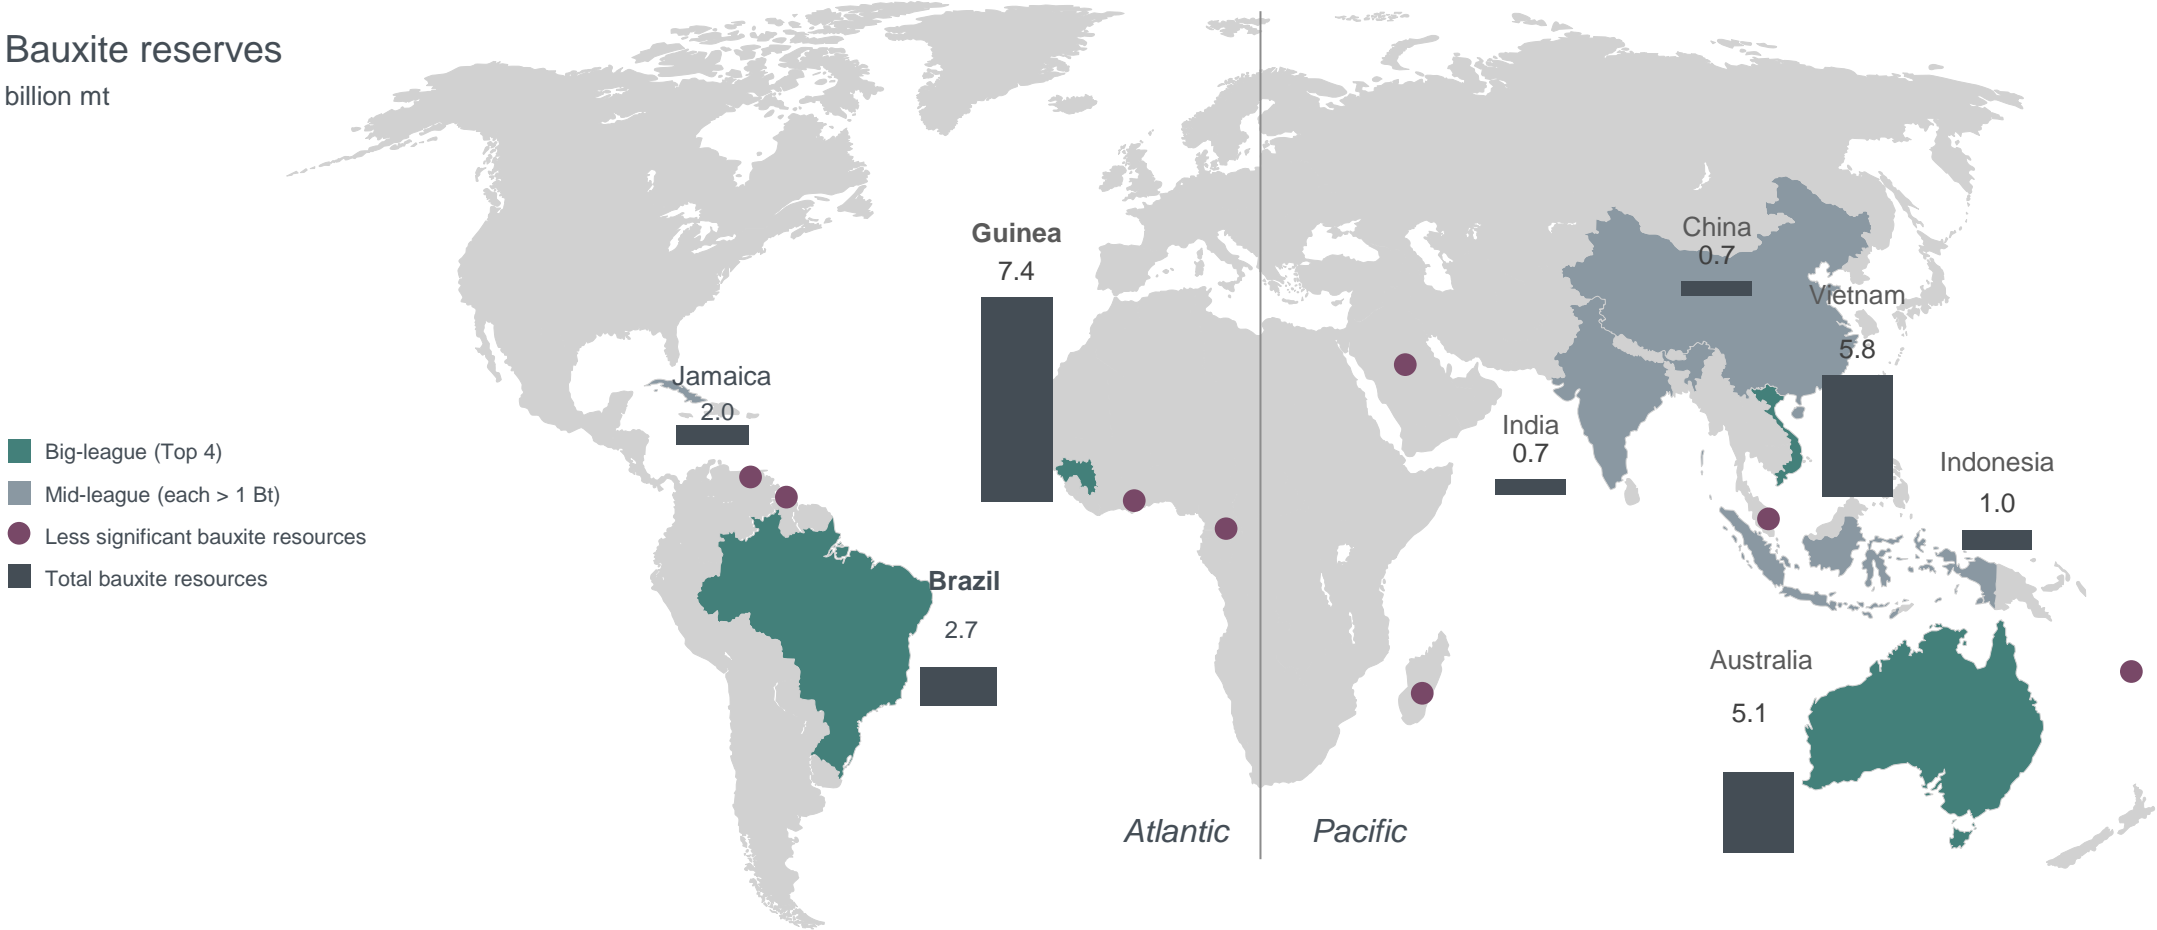 Bauxite reserves
billion mt
Guinea
7.4
China
0.7
Vietnam
5.8
Jamaica
2.0
India
0.7
Indonesia
1.0
Big-league (Top 4)
Mid-league (each > 1 Bt)
Less significant bauxite resources
Total bauxite resources
Brazil
2.7
Australia
5.1
Atlantic
Pacific